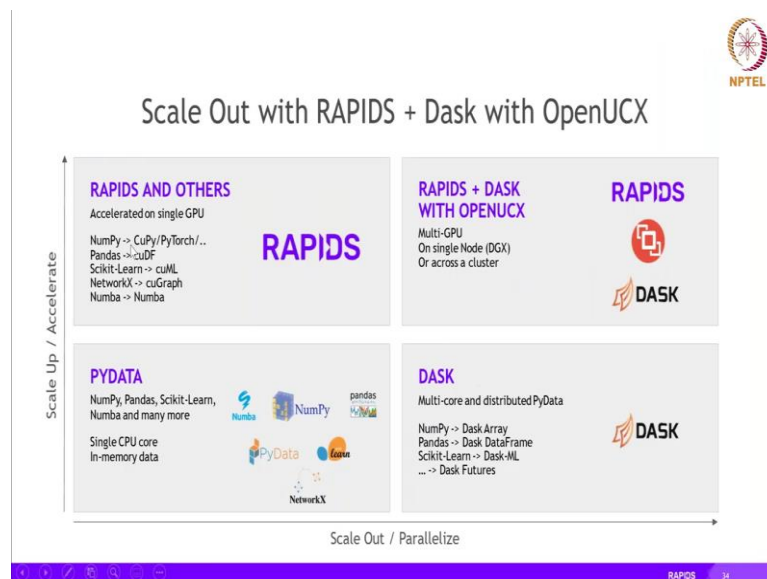 NPTEL
Scale Out with RAPIDS + Dask with OpenUCX
Scale Up / Accelerate
RAPIDS AND OTHERS
Accelerated on single GPU
NumPy -> CuPy/PyTorch/..
Pandas -> cuDF
Scikit-Learn -> cuML
NetworkX -> cuGraph
Numba -> Numba
RAPIDS
RAPIDS + DASK
WITH OPENUCX
Multi-GPU
On single Node (DGX)
Or across a cluster
RAPIDS
DASK
PYDATA
NumPy, Pandas, Scikit-Learn,
Numba and many more
Single CPU core
In-memory data
Numba
NumPy
pandas
PyData
learn
NetworkX
DASK
Multi-core and distributed PyData
NumPy -> Dask Array
Pandas -> Dask DataFrame
Scikit-Learn -> Dask-ML
... -> Dask Futures
DASK
Scale Out / Parallelize
RAPIDS 34